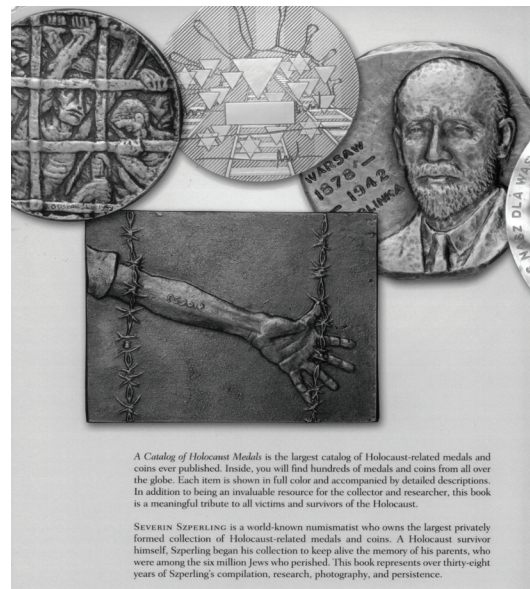 WARSAW
1878 –
– 1942
N SZ DLA WA
A Catalog of Holocaust Medals is the largest catalog of Holocaust-related medals and
coins ever published. Inside, you will find hundreds of medals and coins from all over
the globe. Each item is shown in full color and accompanied by detailed descriptions.
In addition to being an invaluable resource for the collector and researcher, this book
is a meaningful tribute to all victims and survivors of the Holocaust.
SEVERIN SZPERLING is a world-known numismatist who owns the largest privately
formed collection of Holocaust-related medals and coins. A Holocaust survivor
himself, Szperling began his collection to keep alive the memory of his parents, who
were among the six million Jews who perished. This book represents over thirty-eight
years of Szperling's compilation, research, photography, and persistence.